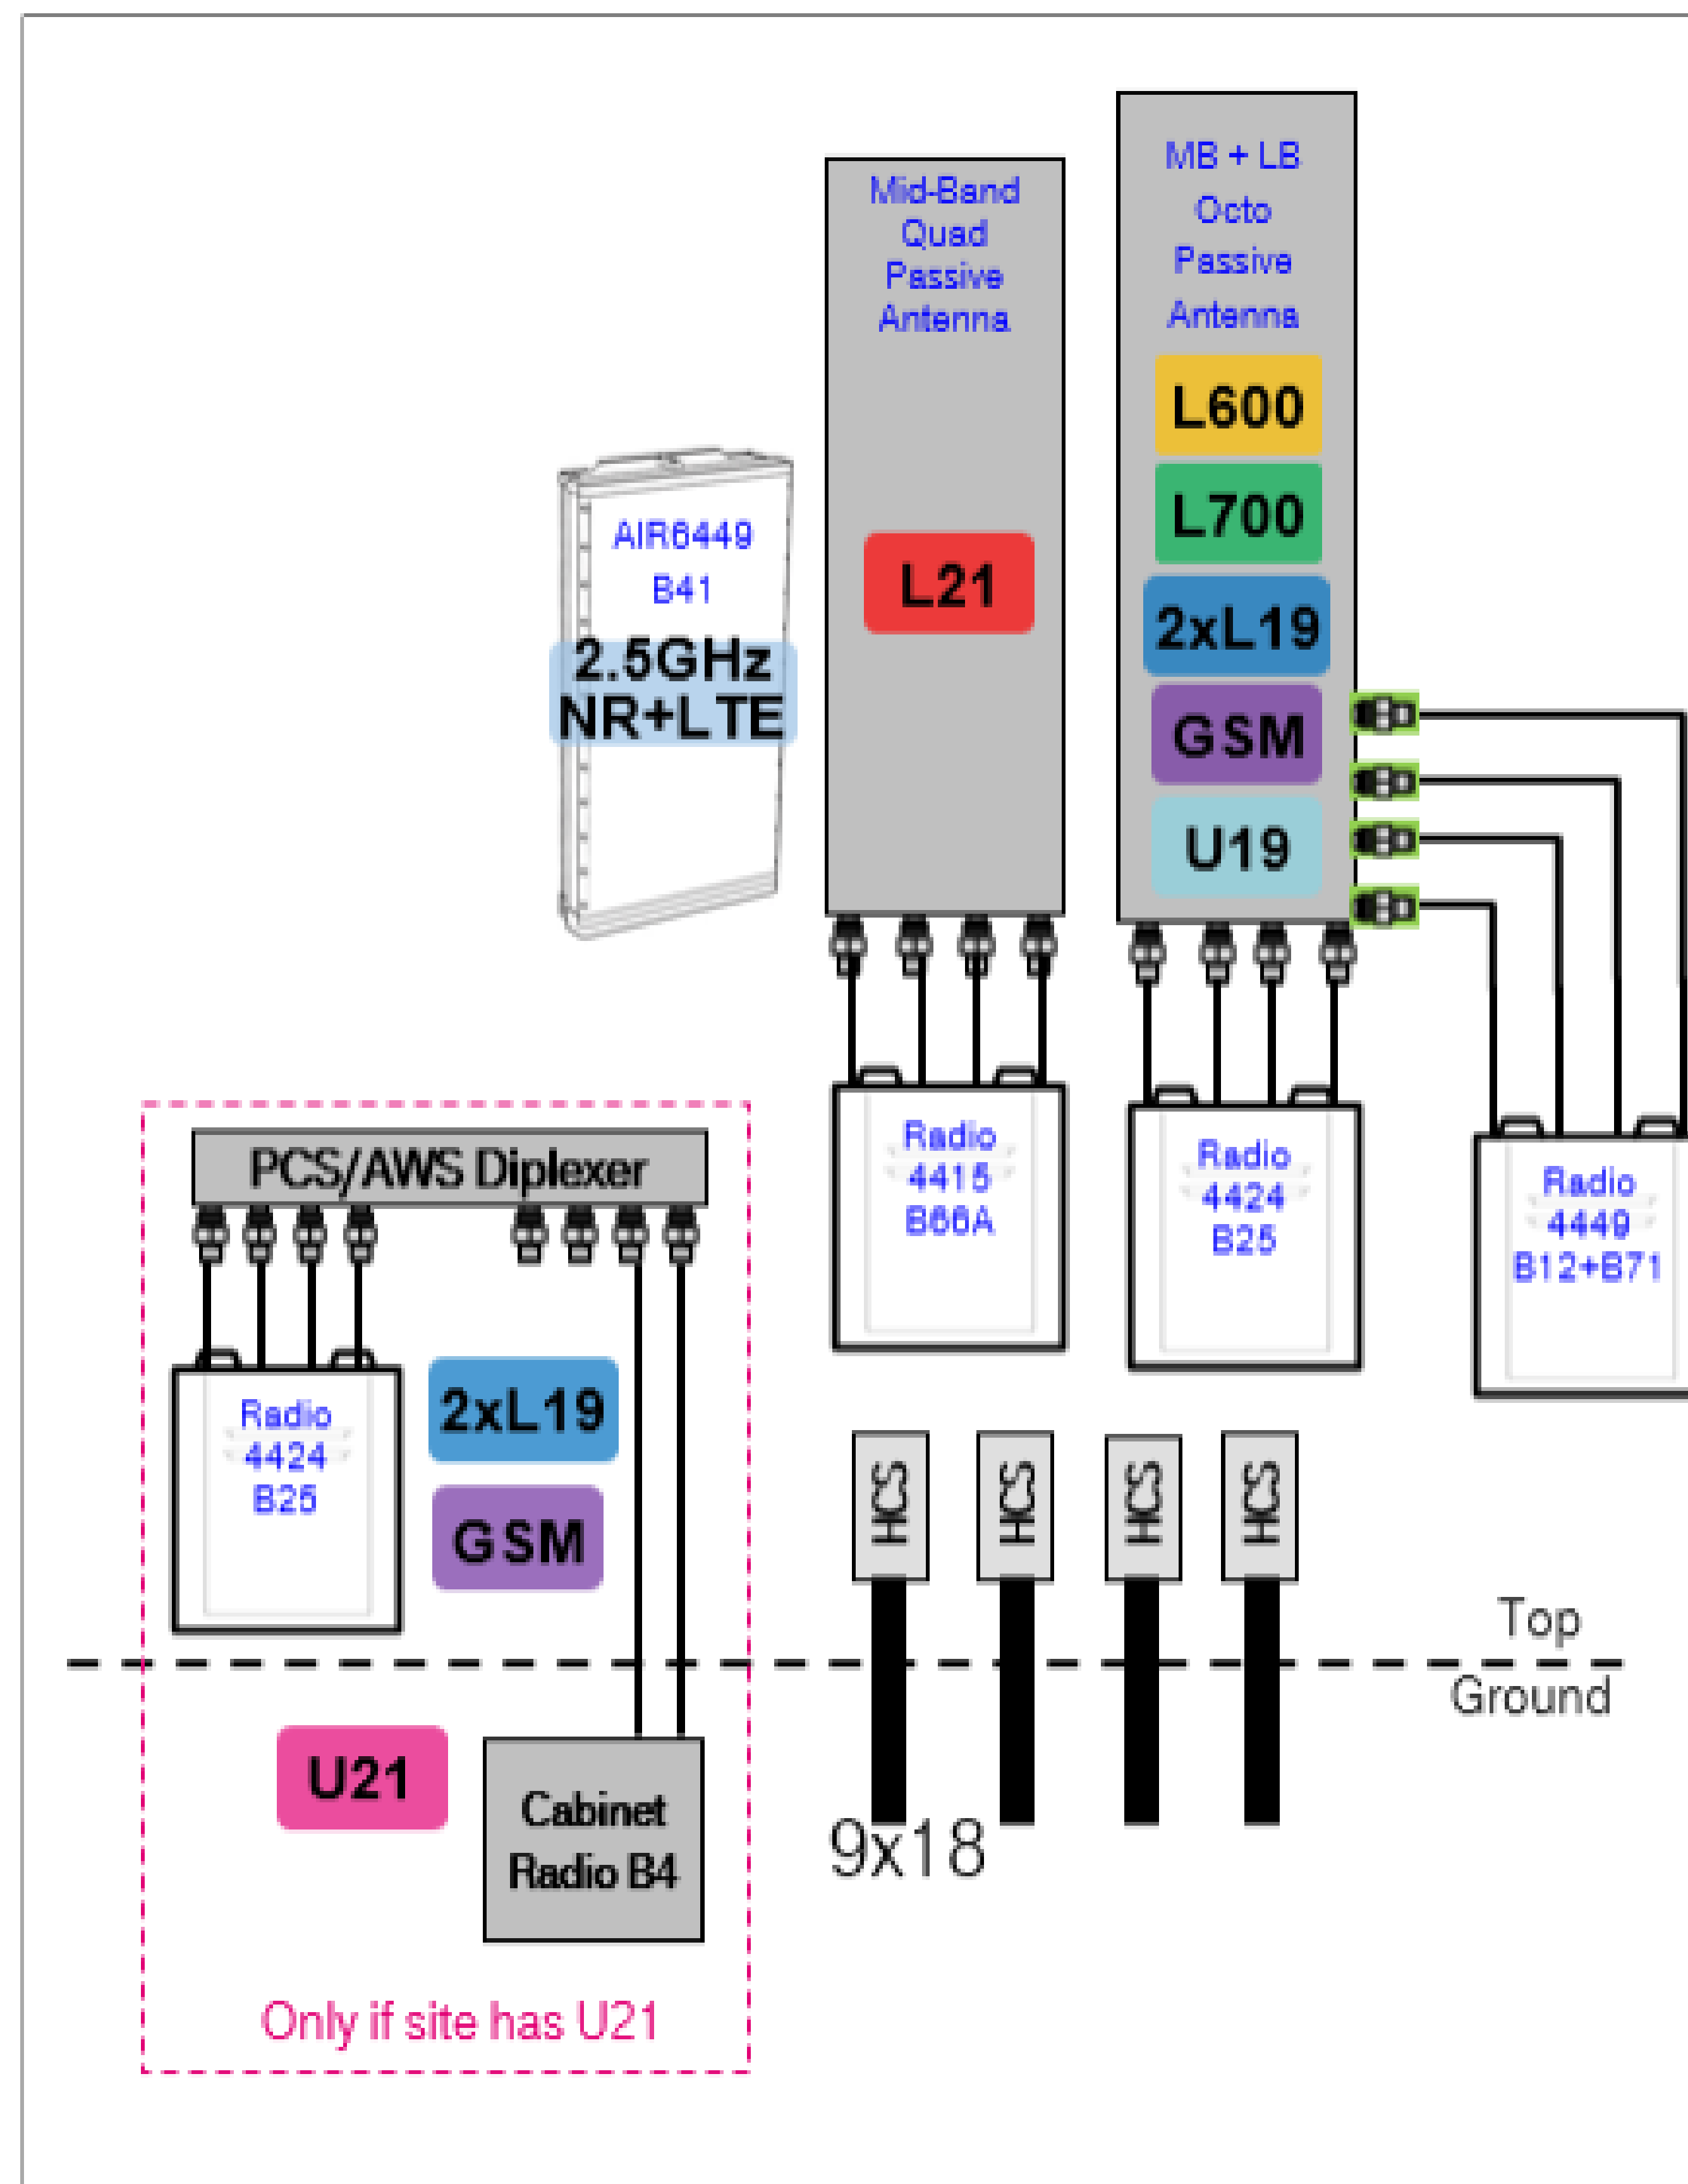 MB + LB
Octo
Passive
Antenna
L600
L700
2xL19
GSM
U19
Mid-Band
Quad
Passive
Antenna
L21
AIR6449
B41
2.5GHz
NR+LTE
PCS/AWS Diplexer
Radio
4424
B25
2xL19
GSM
Radio
4415
B66A
Radio
4424
B25
Radio
4449
B12+B71
HCS
HCS
HCS
HCS
Top
Ground
U21
Cabinet
Radio B4
9x18
Only if site has U21